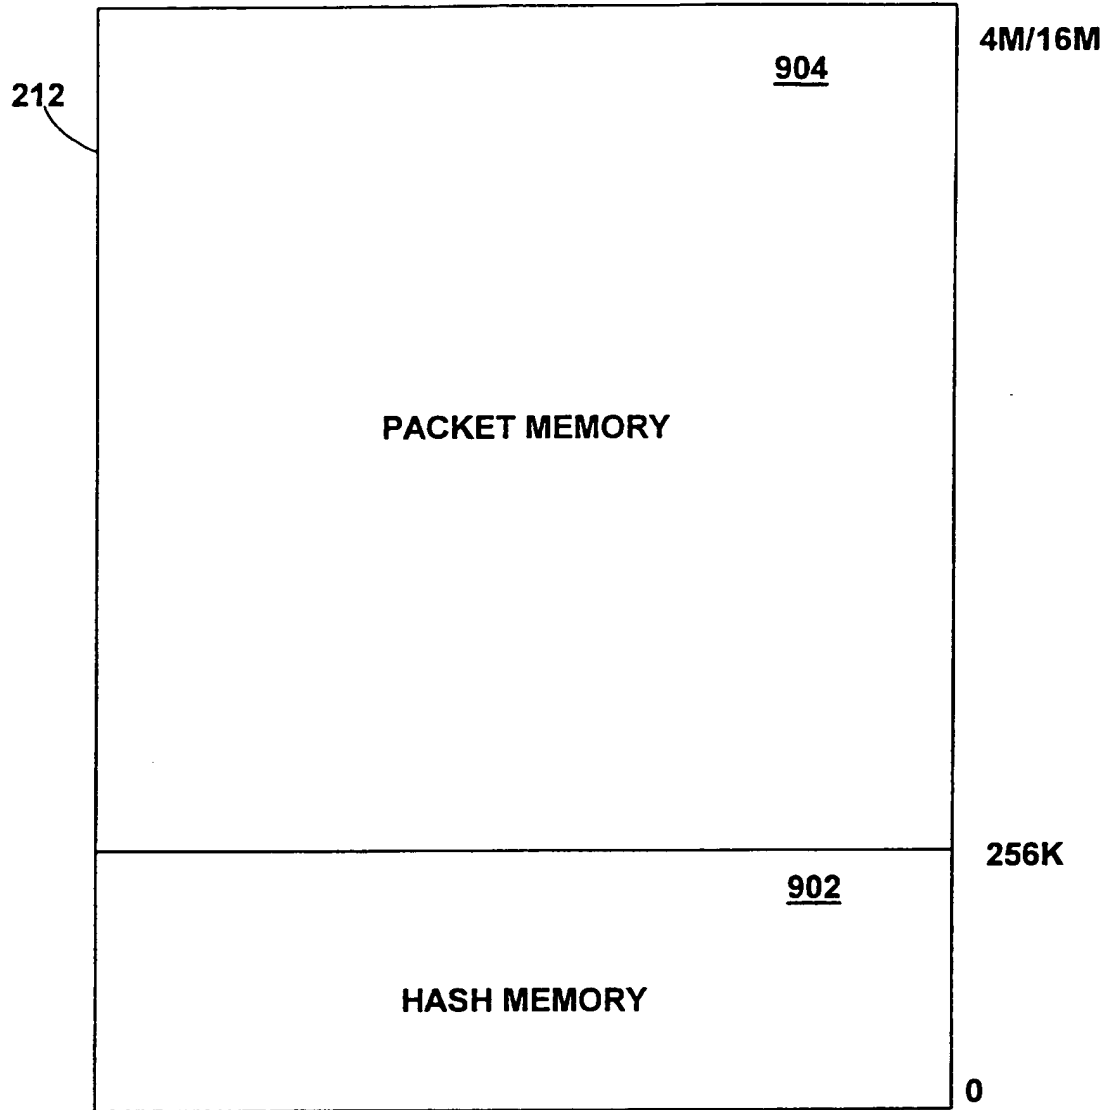 4M/16M
904
212
PACKET MEMORY
256K
902
HASH MEMORY
0